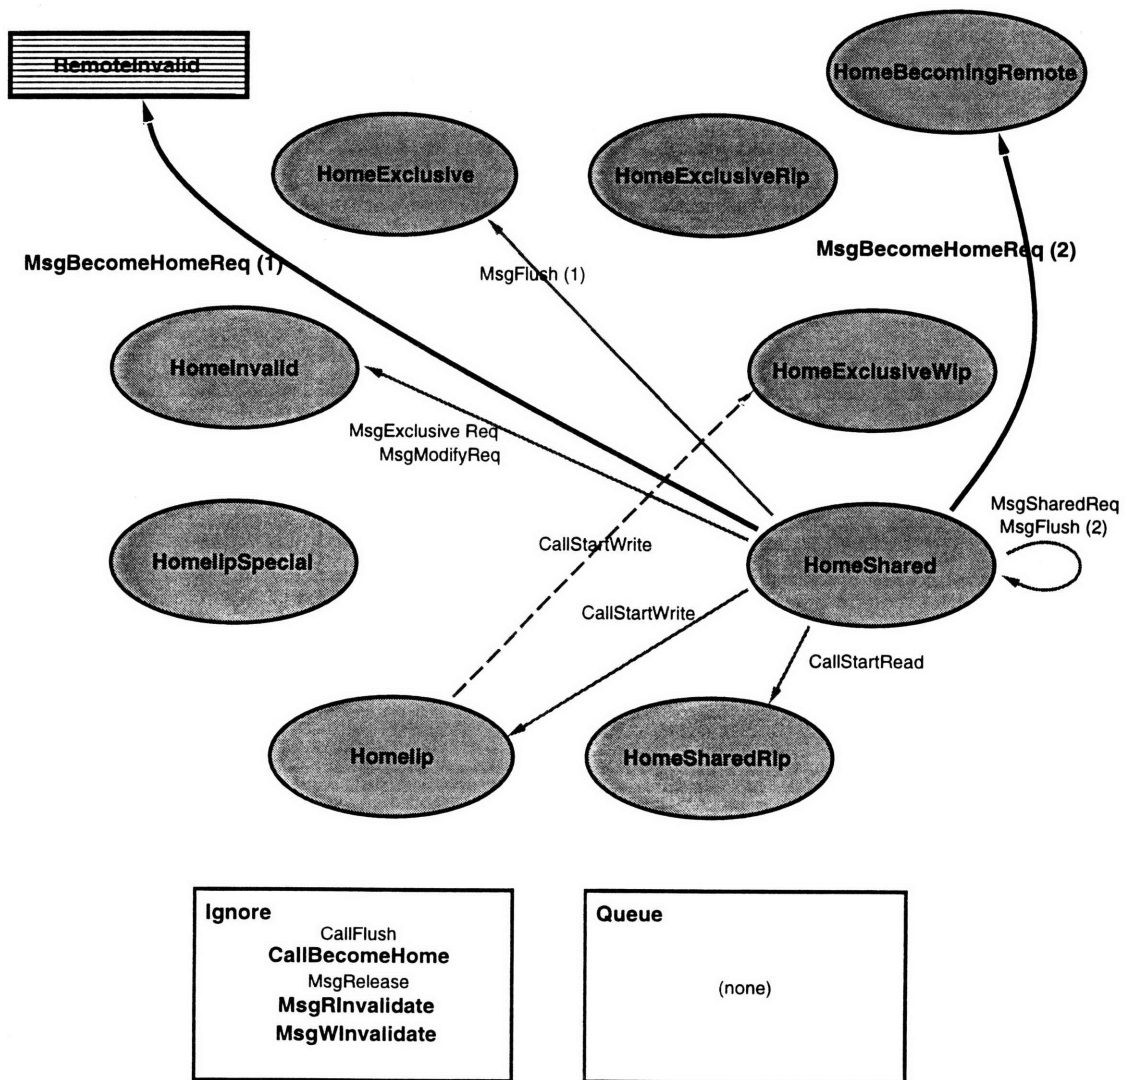 RemoteInvalid
HomeBecomingRemote
HomeExclusive
HomeExclusiveRip
MsgBecomeHomeReq (1)
MsgFlush (1)
MsgBecomeHomeReq (2)
HomeInvalid
HomeExclusiveWip
MsgExclusive Req
MsgModifyReq
MsgSharedReq
MsgFlush (2)
CallStartWrite
HomeIipSpecial
HomeShared
CallStartWrite
CallStartRead
HomeIip
HomeSharedRip
Ignore
CallFlush
CallBecomeHome
MsgRelease
MsgRInvalidate
MsgWInvalidate
Queue
(none)